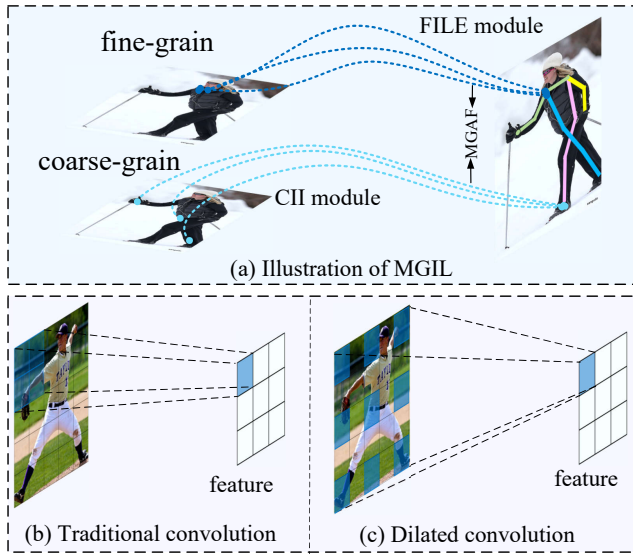 fine-grain
FILE module
MGAF
coarse-grain
CII module
(a) Illustration of MGIL
feature
feature
(b) Traditional convolution
(c) Dilated convolution